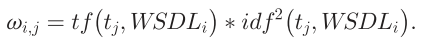 ω_{i,j} = tf(t_j, WSDL_i) * idf^2(t_j, WSDL_i).